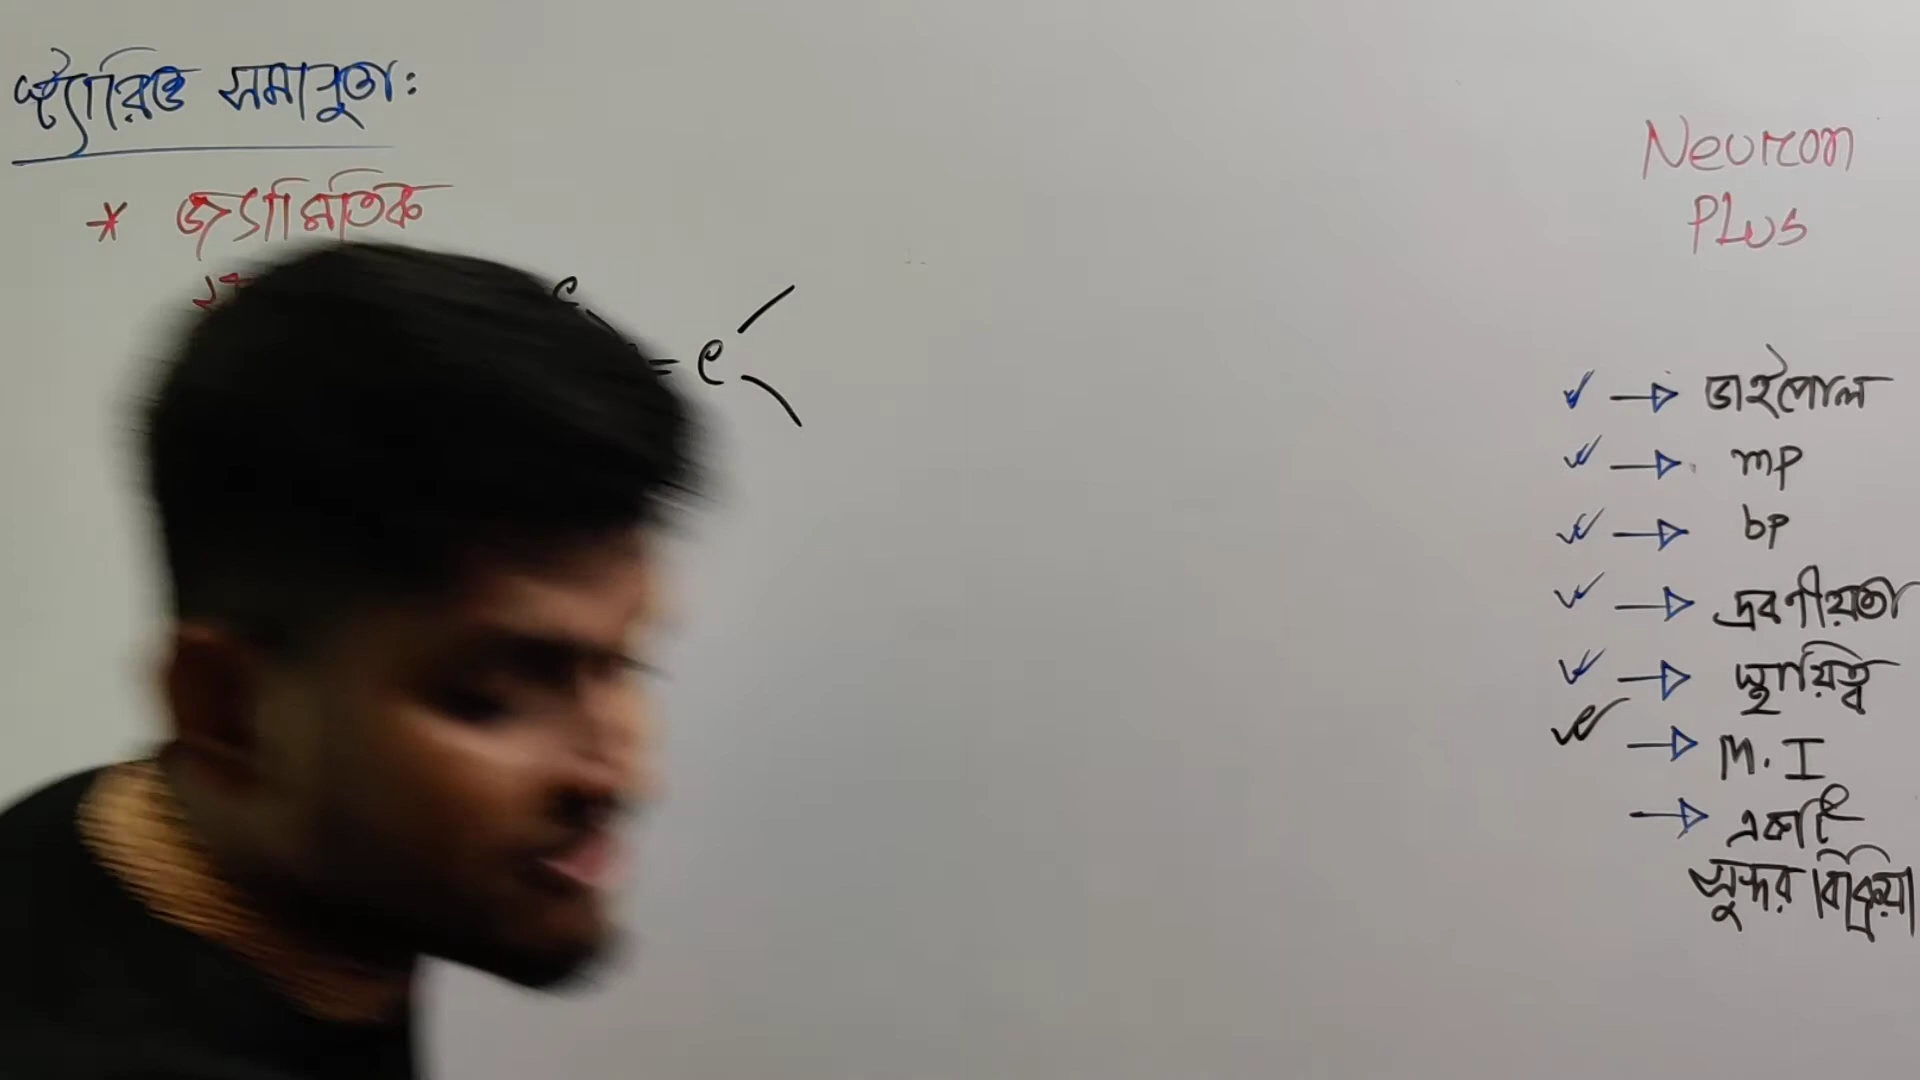 স্টেরিও সমাণুতা:
* জ্যামিতিক
= C
Neuron
Plus
→ ডাইপোল
→ mp
→ bp
→ দ্রবণীয়তা
→ স্থায়িত্ব
→ M.I
→ একটি
সুন্দর বিক্রিয়া